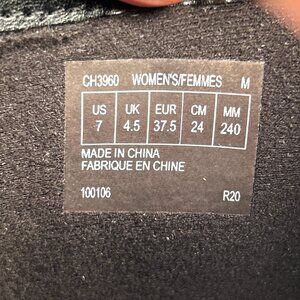 CH3960 WOMEN'S/FEMMES M
US UK EUR CM MM
7 4.5 37.5 24 240
MADE IN CHINA
FABRIQUE EN CHINE
100106 R20